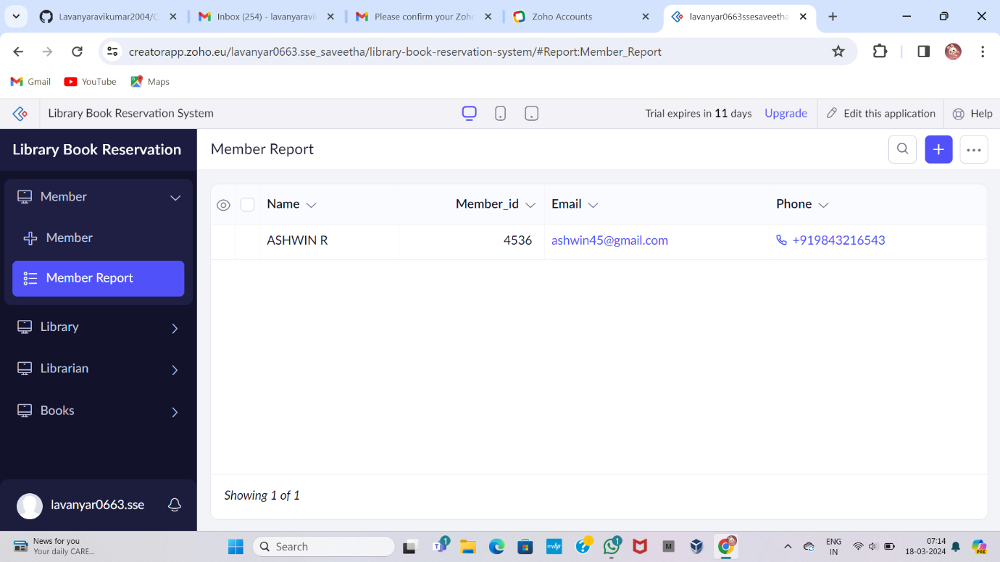 Lavanyaravikumar2004/C
Inbox (254) - lavanyaravi
Please confirm your Zoho
Zoho Accounts
lavanyar0663ssesaveetha
creatorapp.zoho.eu/lavanyar0663.sse_saveetha/library-book-reservation-system/#Report:Member_Report
Gmail
YouTube
Maps
Library Book Reservation System
Trial expires in 11 days
Upgrade
Edit this application
Help
Library Book Reservation
Member Report
Member
Member
Member Report
Library
Librarian
Books
lavanyar0663.sse
Name
Member_id
Email
Phone
ASHWIN R
4536
ashwin45@gmail.com
+919843216543
Showing 1 of 1
News for you
Your daily CARE...
Search
1
myhp
1
M
ENG
IN
07:14
18-03-2024
PRE